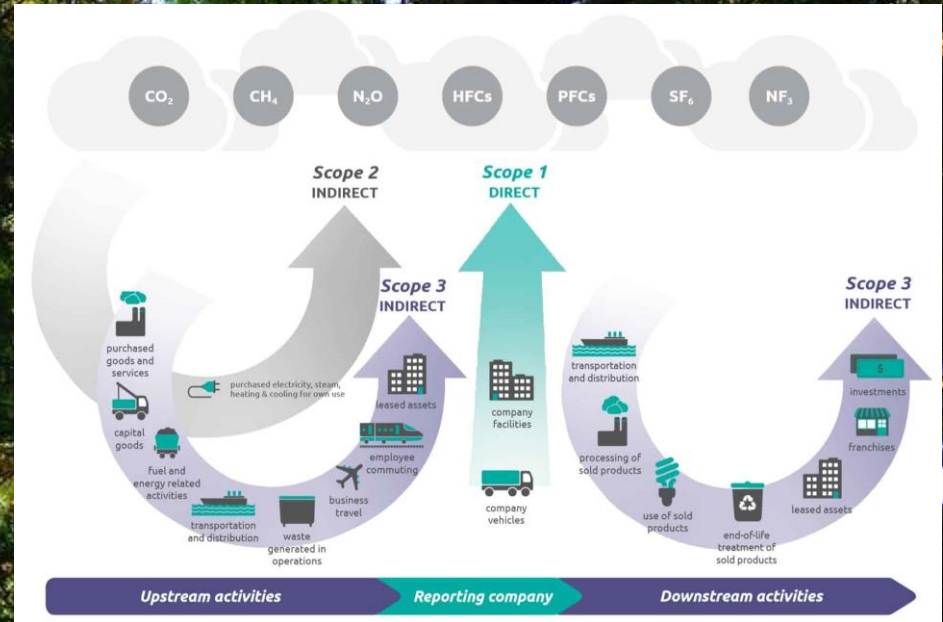 CO₂ CH₄ N₂O HFCs PFCs SF₆ NF₃
Scope 2
INDIRECT
Scope 1
DIRECT
Scope 3
INDIRECT
Scope 3
INDIRECT
purchased
goods and
services
capital
goods
fuel and
energy related
activities
transportation
and distribution
waste
generated in
operations
business
travel
employee
commuting
leased assets
purchased electricity, steam,
heating & cooling for own use
company
facilities
company
vehicles
transportation
and distribution
processing of
sold products
use of sold
products
end-of-life
treatment of
sold products
leased assets
franchises
$
investments
Upstream activities
Reporting company
Downstream activities